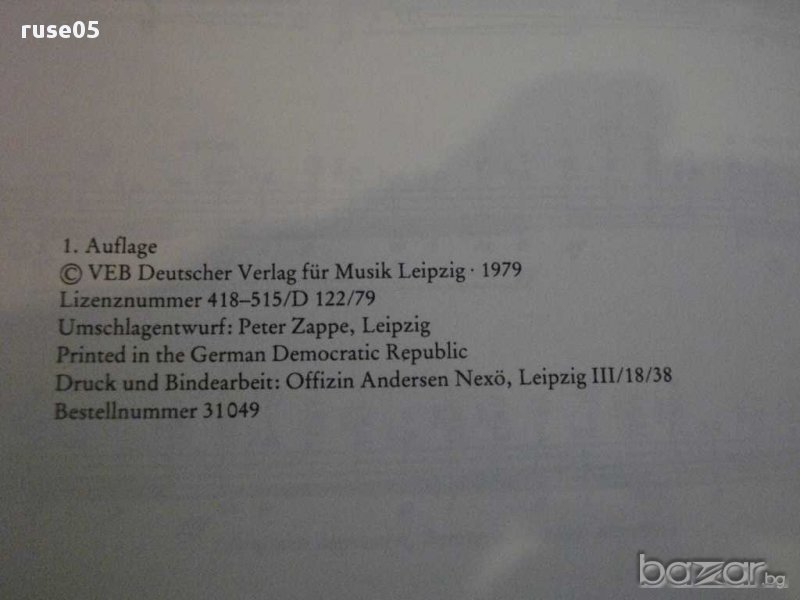 ruse05
1. Auflage
© VEB Deutscher Verlag für Musik Leipzig · 1979
Lizenznummer 418–515/D 122/79
Umschlagentwurf: Peter Zappe, Leipzig
Printed in the German Democratic Republic
Druck und Bindearbeit: Offizin Andersen Nexö, Leipzig III/18/38
Bestellnummer 31049
bazar.bg